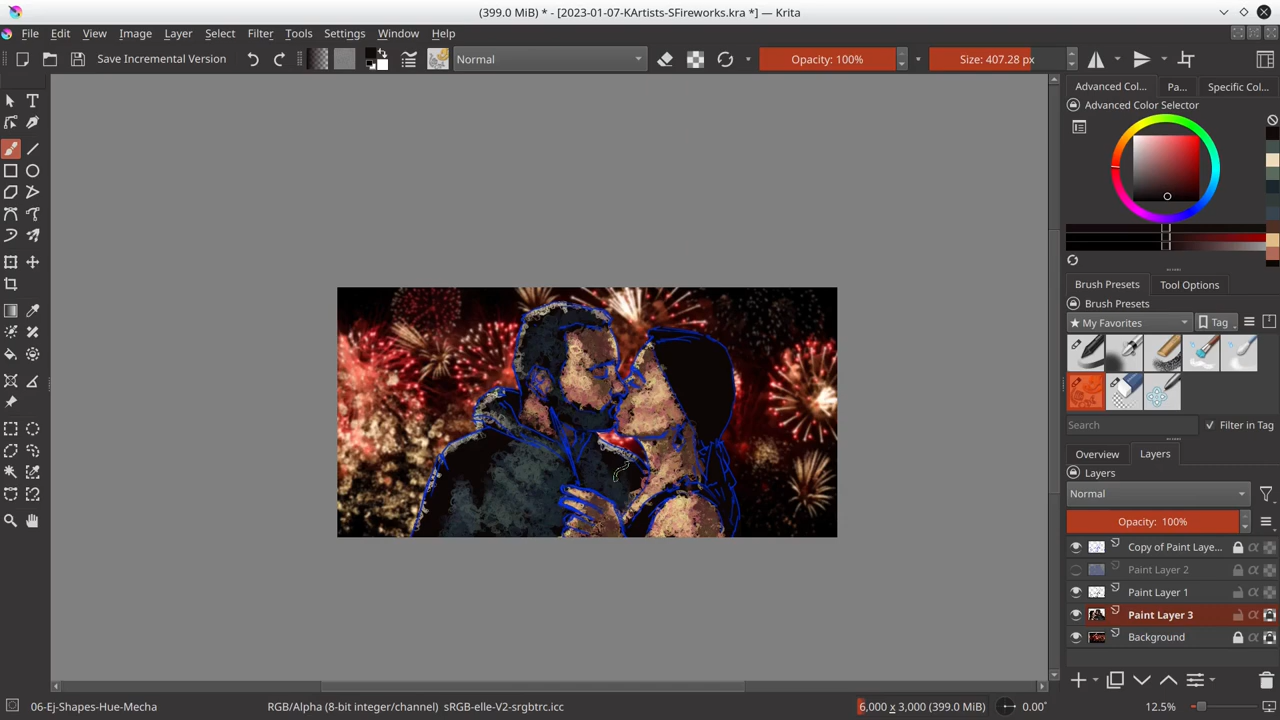 (399.0 MiB) * - [2023-01-07-KArtists-SFireworks.kra *] — Krita
File Edit View Image Layer Select Filter Tools Settings Window Help
Save Incremental Version Normal Opacity: 100% Size: 407.28 px
Advanced Col... Pa... Specific Col...
Advanced Color Selector
Brush Presets Tool Options
Brush Presets
★ My Favorites Tag
Search Filter in Tag
Overview Layers
Layers
Normal
Opacity: 100%
Copy of Paint Laye...
Paint Layer 2
Paint Layer 1
Paint Layer 3
Background
06-Ej-Shapes-Hue-Mecha RGB/Alpha (8-bit integer/channel) sRGB-elle-V2-srgbtrc.icc 6,000 x 3,000 (399.0 MiB) 0.00° 12.5%